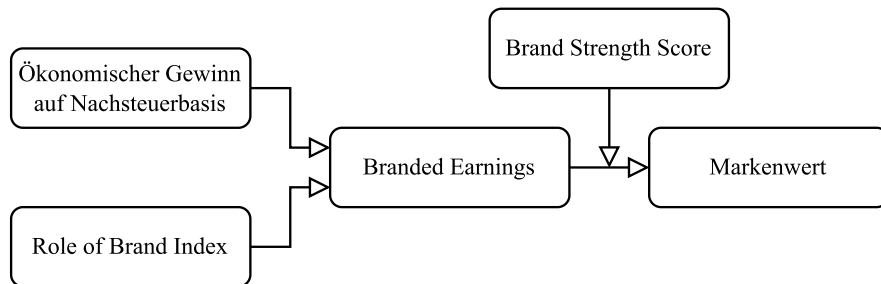 Brand Strength Score
Ökonomischer Gewinn
auf Nachsteuerbasis
Branded Earnings
Markenwert
Role of Brand Index